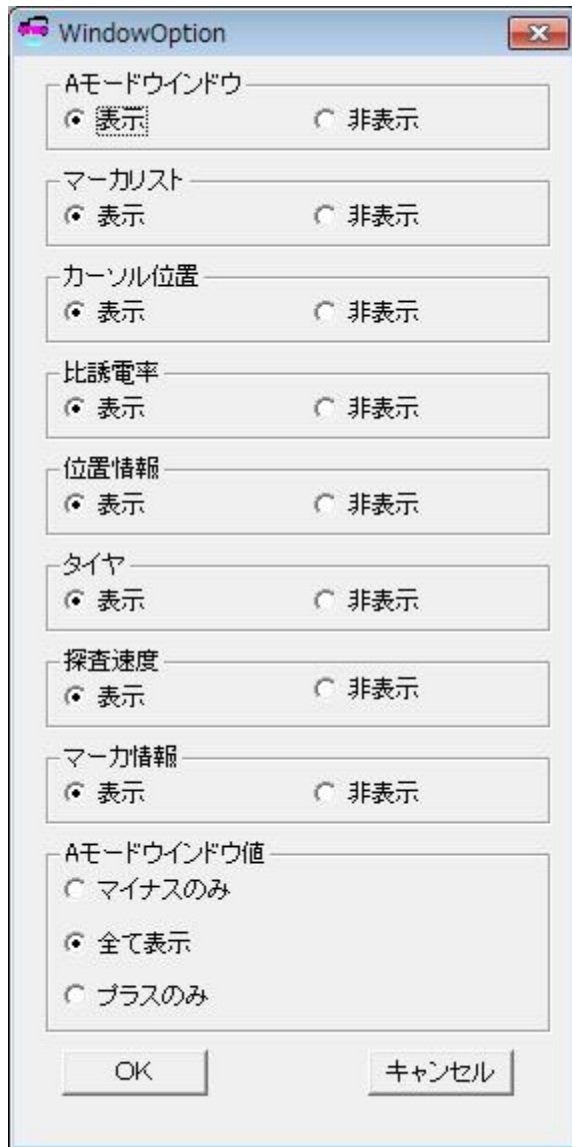 WindowOption
Aモードウインドウ
表示 非表示
マーカリスト
表示 非表示
カーソル位置
表示 非表示
比誘電率
表示 非表示
位置情報
表示 非表示
タイヤ
表示 非表示
探査速度
表示 非表示
マーカ情報
表示 非表示
Aモードウインドウ値
マイナスのみ
全て表示
プラスのみ
OK キャンセル